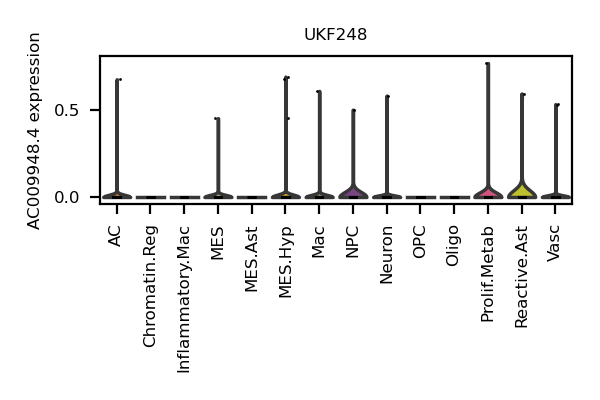 UKF248
AC009948.4 expression
0.5
0.0
AC
Chromatin.Reg
Inflammatory.Mac
MES
MES.Ast
MES.Hyp
Mac
NPC
Neuron
OPC
Oligo
Prolif.Metab
Reactive.Ast
Vasc